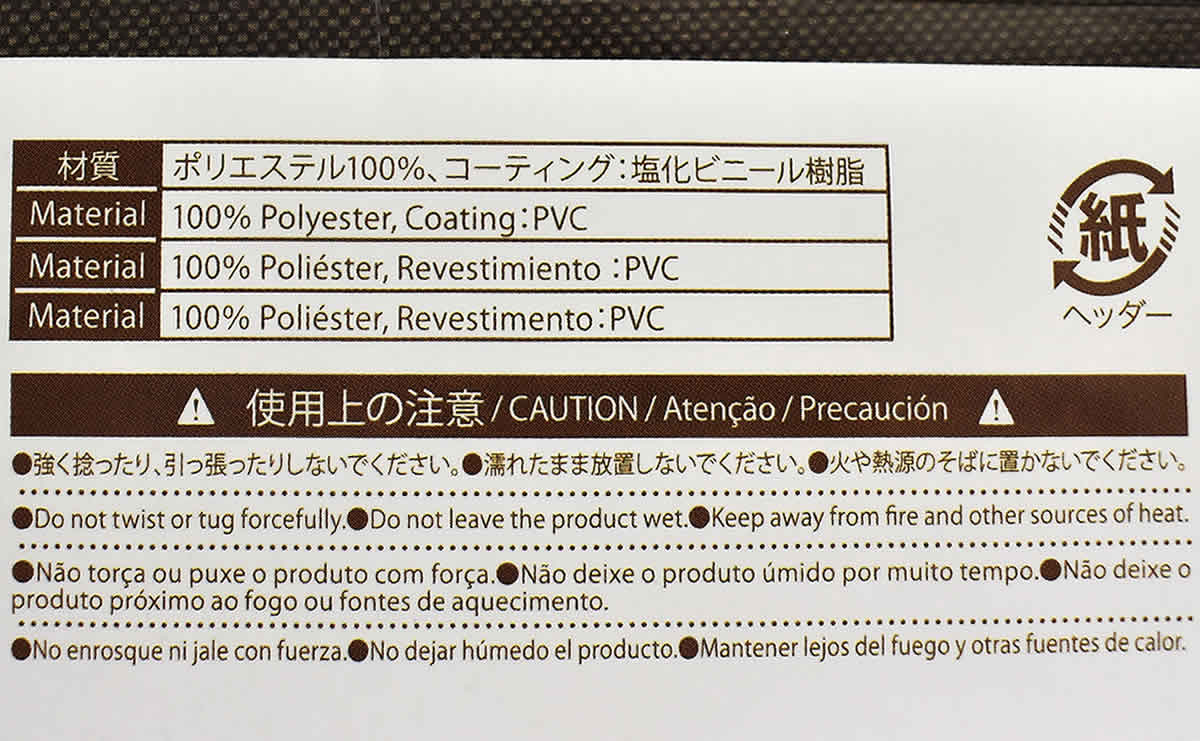 材質 ポリエステル100%、コーティング：塩化ビニール樹脂
Material 100% Polyester, Coating：PVC
Material 100% Poliéster, Revestimiento：PVC
Material 100% Poliéster, Revestimento：PVC
紙
ヘッダー
使用上の注意 / CAUTION / Atenção / Precaución
●強く捻ったり、引っ張ったりしないでください。●濡れたまま放置しないでください。●火や熱源のそばに置かないでください。
●Do not twist or tug forcefully.●Do not leave the product wet.●Keep away from fire and other sources of heat.
●Não torça ou puxe o produto com força.●Não deixe o produto úmido por muito tempo.●Não deixe o
produto próximo ao fogo ou fontes de aquecimento.
●No enrosque ni jale con fuerza.●No dejar húmedo el producto.●Mantener lejos del fuego y otras fuentes de calor.